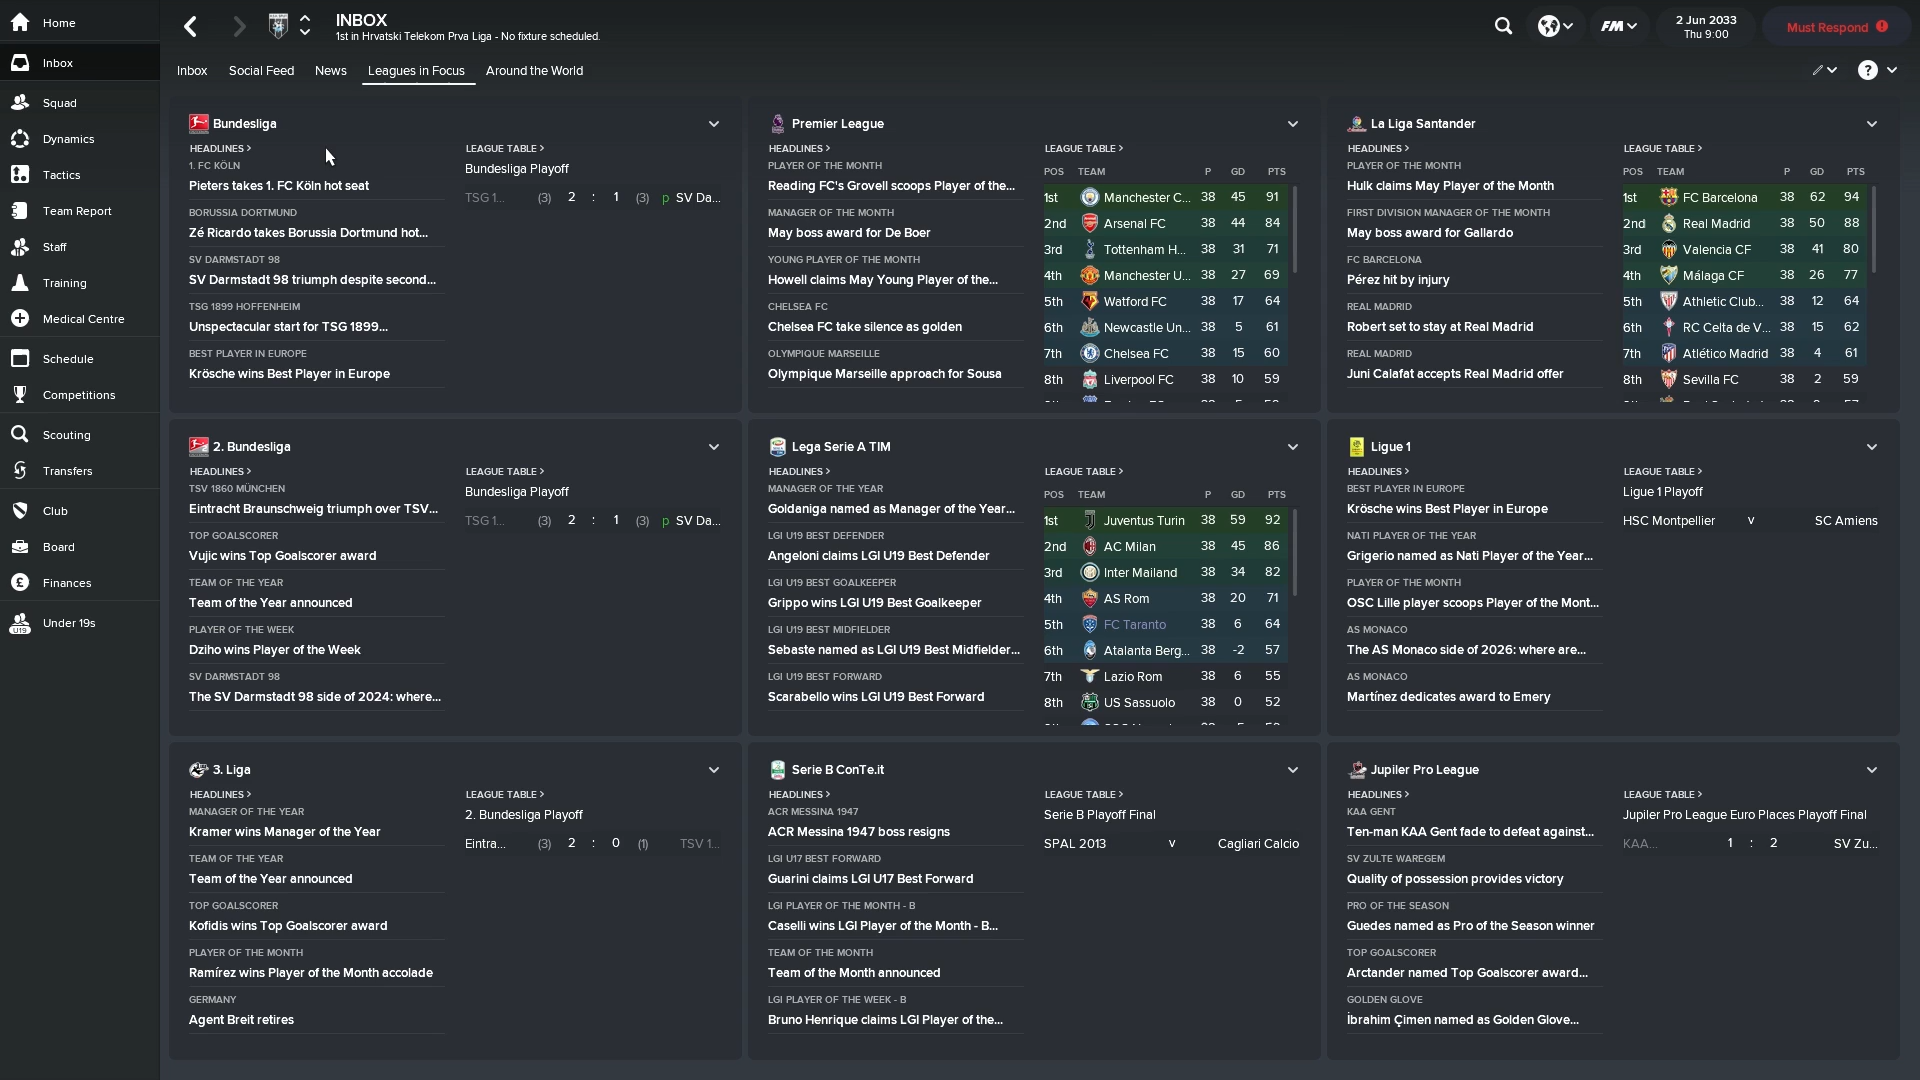 Home
Inbox
Squad
Dynamics
Tactics
Team Report
Staff
Training
Medical Centre
Schedule
Competitions
Scouting
Transfers
Club
Board
Finances
U19
Under 19s
INBOX
1st in Hrvatski Telekom Prva Liga - No fixture scheduled.
FM
2 Jun 2033
Thu 9:00
Must Respond
Inbox
Social Feed
News
Leagues in Focus
Around the World
Bundesliga
HEADLINES >
1. FC KÖLN
Pieters takes 1. FC Köln hot seat
BORUSSIA DORTMUND
Zé Ricardo takes Borussia Dortmund hot...
SV DARMSTADT 98
SV Darmstadt 98 triumph despite second...
TSG 1899 HOFFENHEIM
Unspectacular start for TSG 1899...
BEST PLAYER IN EUROPE
Krösche wins Best Player in Europe
LEAGUE TABLE >
Bundesliga Playoff
TSG 1... (3) 2 : 1 (3) p SV Da...
Premier League
HEADLINES >
PLAYER OF THE MONTH
Reading FC's Grovell scoops Player of the...
MANAGER OF THE MONTH
May boss award for De Boer
YOUNG PLAYER OF THE MONTH
Howell claims May Young Player of the...
CHELSEA FC
Chelsea FC take silence as golden
OLYMPIQUE MARSEILLE
Olympique Marseille approach for Sousa
LEAGUE TABLE >
POS TEAM P GD PTS
1st Manchester C... 38 45 91
2nd Arsenal FC 38 44 84
3rd Tottenham H... 38 31 71
4th Manchester U... 38 27 69
5th Watford FC 38 17 64
6th Newcastle Un... 38 5 61
7th Chelsea FC 38 15 60
8th Liverpool FC 38 10 59
La Liga Santander
HEADLINES >
PLAYER OF THE MONTH
Hulk claims May Player of the Month
FIRST DIVISION MANAGER OF THE MONTH
May boss award for Gallardo
FC BARCELONA
Pérez hit by injury
REAL MADRID
Robert set to stay at Real Madrid
REAL MADRID
Juni Calafat accepts Real Madrid offer
LEAGUE TABLE >
POS TEAM P GD PTS
1st FC Barcelona 38 62 94
2nd Real Madrid 38 50 88
3rd Valencia CF 38 41 80
4th Málaga CF 38 26 77
5th Athletic Club... 38 12 64
6th RC Celta de V... 38 15 62
7th Atlético Madrid 38 4 61
8th Sevilla FC 38 2 59
2. Bundesliga
HEADLINES >
TSV 1860 MÜNCHEN
Eintracht Braunschweig triumph over TSV...
TOP GOALSCORER
Vujic wins Top Goalscorer award
TEAM OF THE YEAR
Team of the Year announced
PLAYER OF THE WEEK
Dziho wins Player of the Week
SV DARMSTADT 98
The SV Darmstadt 98 side of 2024: where...
LEAGUE TABLE >
Bundesliga Playoff
TSG 1... (3) 2 : 1 (3) p SV Da...
Lega Serie A TIM
HEADLINES >
MANAGER OF THE YEAR
Goldaniga named as Manager of the Year...
LGI U19 BEST DEFENDER
Angeloni claims LGI U19 Best Defender
LGI U19 BEST GOALKEEPER
Grippo wins LGI U19 Best Goalkeeper
LGI U19 BEST MIDFIELDER
Sebaste named as LGI U19 Best Midfielder...
LGI U19 BEST FORWARD
Scarabello wins LGI U19 Best Forward
LEAGUE TABLE >
POS TEAM P GD PTS
1st Juventus Turin 38 59 92
2nd AC Milan 38 45 86
3rd Inter Mailand 38 34 82
4th AS Rom 38 20 71
5th FC Taranto 38 6 64
6th Atalanta Berg... 38 -2 57
7th Lazio Rom 38 6 55
8th US Sassuolo 38 0 52
Ligue 1
HEADLINES >
BEST PLAYER IN EUROPE
Krösche wins Best Player in Europe
NATI PLAYER OF THE YEAR
Grigerio named as Nati Player of the Year...
PLAYER OF THE MONTH
OSC Lille player scoops Player of the Mont...
AS MONACO
The AS Monaco side of 2026: where are...
AS MONACO
Martínez dedicates award to Emery
LEAGUE TABLE >
Ligue 1 Playoff
HSC Montpellier v SC Amiens
3. Liga
HEADLINES >
MANAGER OF THE YEAR
Kramer wins Manager of the Year
TEAM OF THE YEAR
Team of the Year announced
TOP GOALSCORER
Kofidis wins Top Goalscorer award
PLAYER OF THE MONTH
Ramírez wins Player of the Month accolade
GERMANY
Agent Breit retires
LEAGUE TABLE >
2. Bundesliga Playoff
Eintra... (3) 2 : 0 (1) TSV 1...
Serie B ConTe.it
HEADLINES >
ACR MESSINA 1947
ACR Messina 1947 boss resigns
LGI U17 BEST FORWARD
Guarini claims LGI U17 Best Forward
LGI PLAYER OF THE MONTH - B
Caselli wins LGI Player of the Month - B...
TEAM OF THE MONTH
Team of the Month announced
LGI PLAYER OF THE WEEK - B
Bruno Henrique claims LGI Player of the...
LEAGUE TABLE >
Serie B Playoff Final
SPAL 2013 v Cagliari Calcio
Jupiler Pro League
HEADLINES >
KAA GENT
Ten-man KAA Gent fade to defeat against...
SV ZULTE WAREGEM
Quality of possession provides victory
PRO OF THE SEASON
Guedes named as Pro of the Season winner
TOP GOALSCORER
Arctander named Top Goalscorer award...
GOLDEN GLOVE
İbrahim Çimen named as Golden Glove...
LEAGUE TABLE >
Jupiler Pro League Euro Places Playoff Final
KAA... 1 : 2 SV Zu...